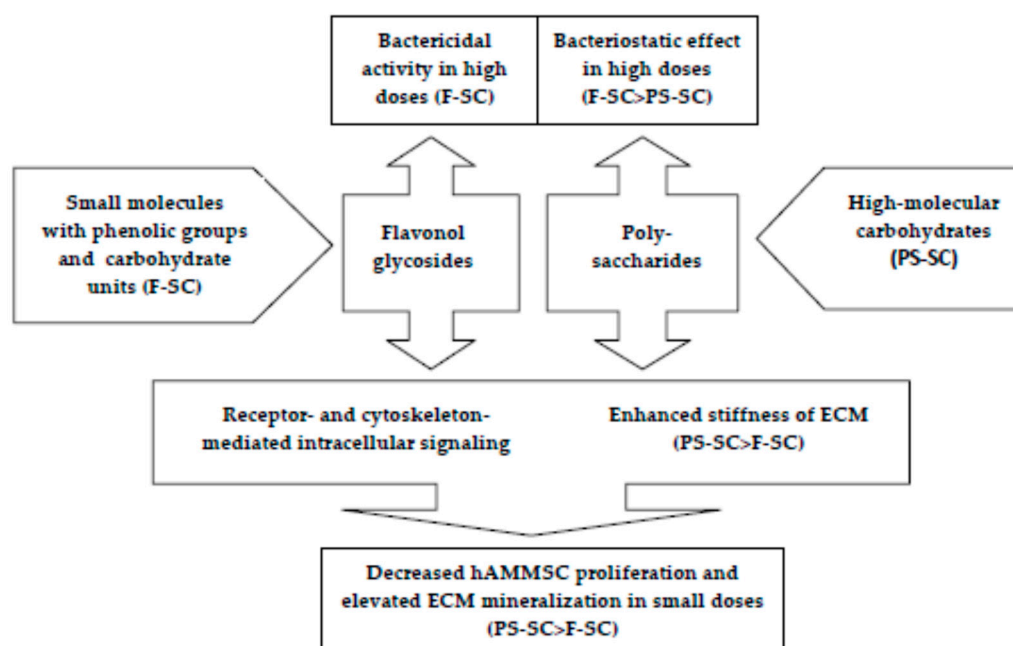 Bactericidal
activity in high
doses (F-SC)
Bacteriostatic effect
in high doses
(F-SC>PS-SC)
Small molecules
with phenolic groups
and carbohydrate
units (F-SC)
Flavonol
glycosides
Poly-
saccharides
High-molecular
carbohydrates
(PS-SC)
Receptor- and cytoskeleton-
mediated intracellular signaling
Enhanced stiffness of ECM
(PS-SC>F-SC)
Decreased hAMMSC proliferation and
elevated ECM mineralization in small doses
(PS-SC>F-SC)